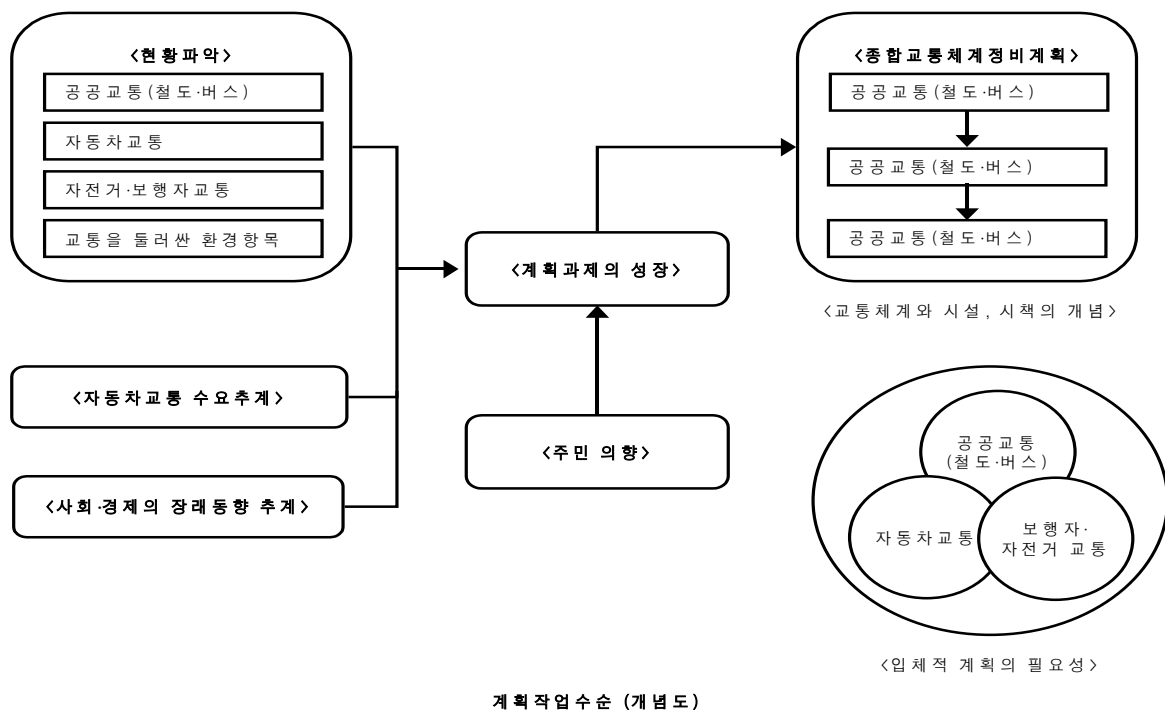 <현황파악>
공공교통(철도·버스)
자동차교통
자전거·보행자교통
교통을 둘러싼 환경항목
<자동차교통 수요추계>
<사회·경제의 장래동향 추계>
<계획과제의 성장>
<주민 의향>
<종합교통체계정비계획>
공공교통(철도·버스)
공공교통(철도·버스)
공공교통(철도·버스)
<교통체계와 시설, 시책의 개념>
공공교통
(철도·버스)
자동차교통
보행자·
자전거 교통
<입체적 계획의 필요성>
계획작업수순 (개념도)